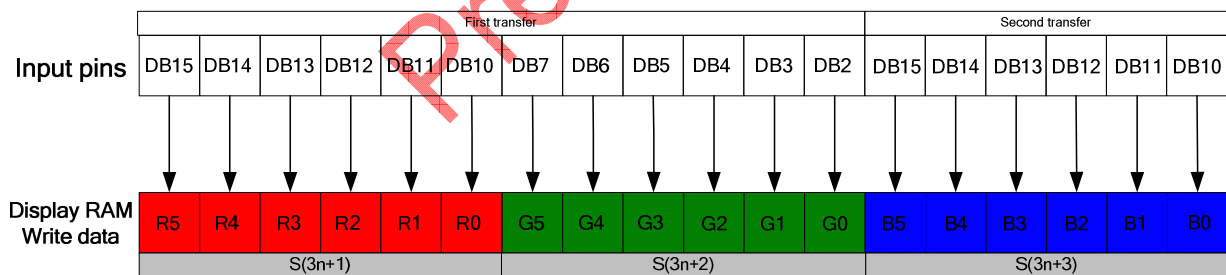 First transfer Second transfer
Input pins DB15 DB14 DB13 DB12 DB11 DB10 DB7 DB6 DB5 DB4 DB3 DB2 DB15 DB14 DB13 DB12 DB11 DB10
Display RAM
Write data
R5 R4 R3 R2 R1 R0 G5 G4 G3 G2 G1 G0 B5 B4 B3 B2 B1 B0
S(3n+1) S(3n+2) S(3n+3)
Pre